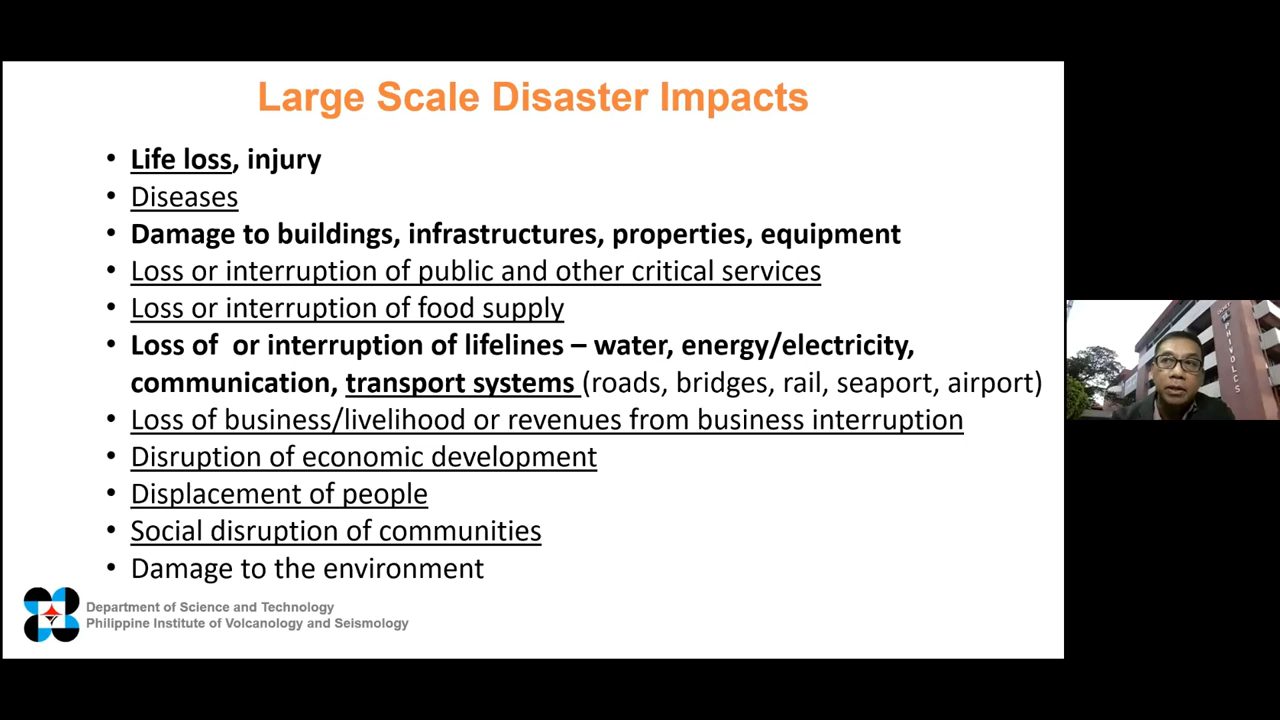 Large Scale Disaster Impacts
• Life loss, injury
• Diseases
• Damage to buildings, infrastructures, properties, equipment
• Loss or interruption of public and other critical services
• Loss or interruption of food supply
• Loss of  or interruption of lifelines – water, energy/electricity,
communication, transport systems (roads, bridges, rail, seaport, airport)
• Loss of business/livelihood or revenues from business interruption
• Disruption of economic development
• Displacement of people
• Social disruption of communities
• Damage to the environment
Department of Science and Technology
Philippine Institute of Volcanology and Seismology
PHIVOLCS